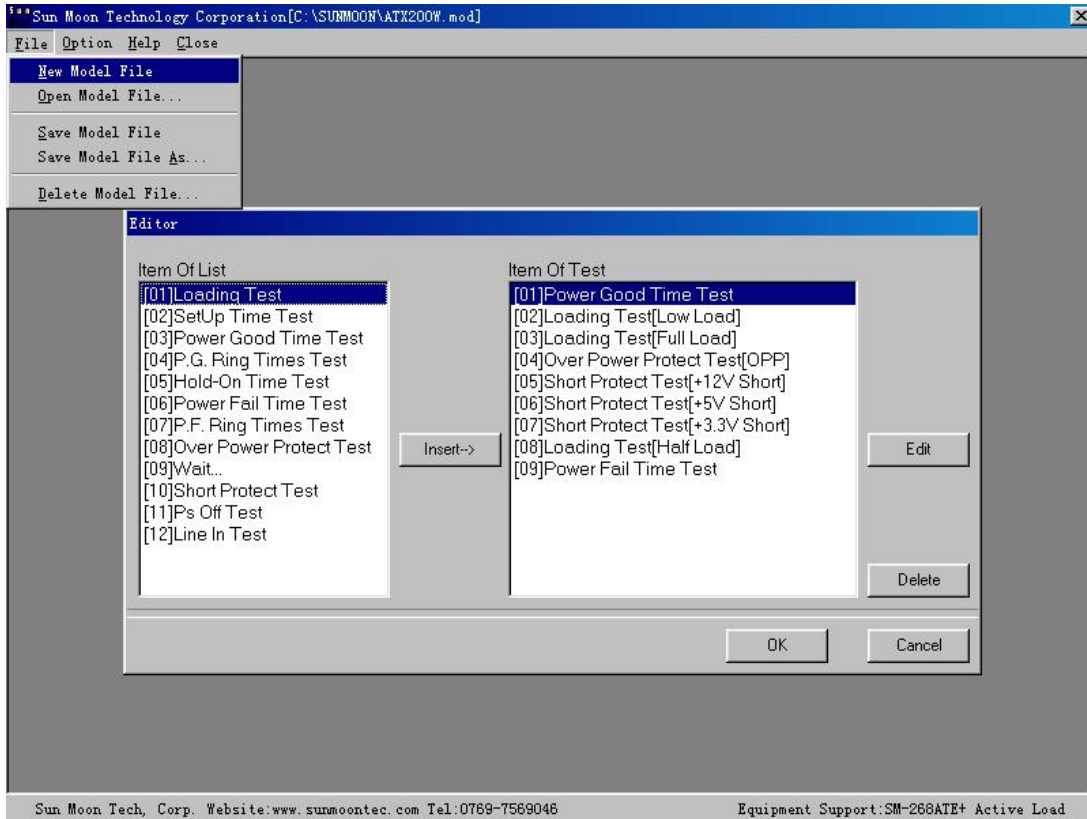 Sun Moon Technology Corporation[C:\SUNMOON\ATX200W.mod]
File Option Help Close
New Model File
Open Model File...
Save Model File
Save Model File As...
Delete Model File...
Editor
Item Of List
[01]Loading Test
[02]SetUp Time Test
[03]Power Good Time Test
[04]P.G. Ring Times Test
[05]Hold-On Time Test
[06]Power Fail Time Test
[07]P.F. Ring Times Test
[08]Over Power Protect Test
[09]Wait...
[10]Short Protect Test
[11]Ps Off Test
[12]Line In Test
Insert-->
Item Of Test
[01]Power Good Time Test
[02]Loading Test[Low Load]
[03]Loading Test[Full Load]
[04]Over Power Protect Test[OPP]
[05]Short Protect Test[+12V Short]
[06]Short Protect Test[+5V Short]
[07]Short Protect Test[+3.3V Short]
[08]Loading Test[Half Load]
[09]Power Fail Time Test
Edit
Delete
OK
Cancel
Sun Moon Tech, Corp. Website:www.sunmoontec.com Tel:0769-7569046
Equipment Support:SM-268ATE+ Active Load